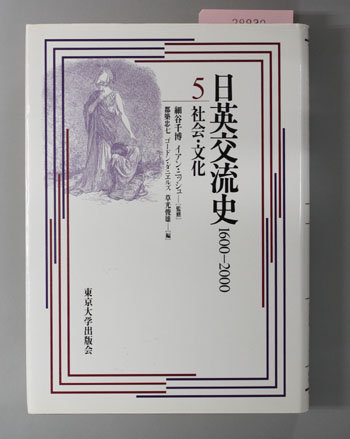 28839
日英交流史 1600-2000
5 社会・文化
細谷千博 イアン・ニッシュ[監修]
都築忠七 ゴードン・ダニエルズ 草光俊雄[編]
東京大学出版会